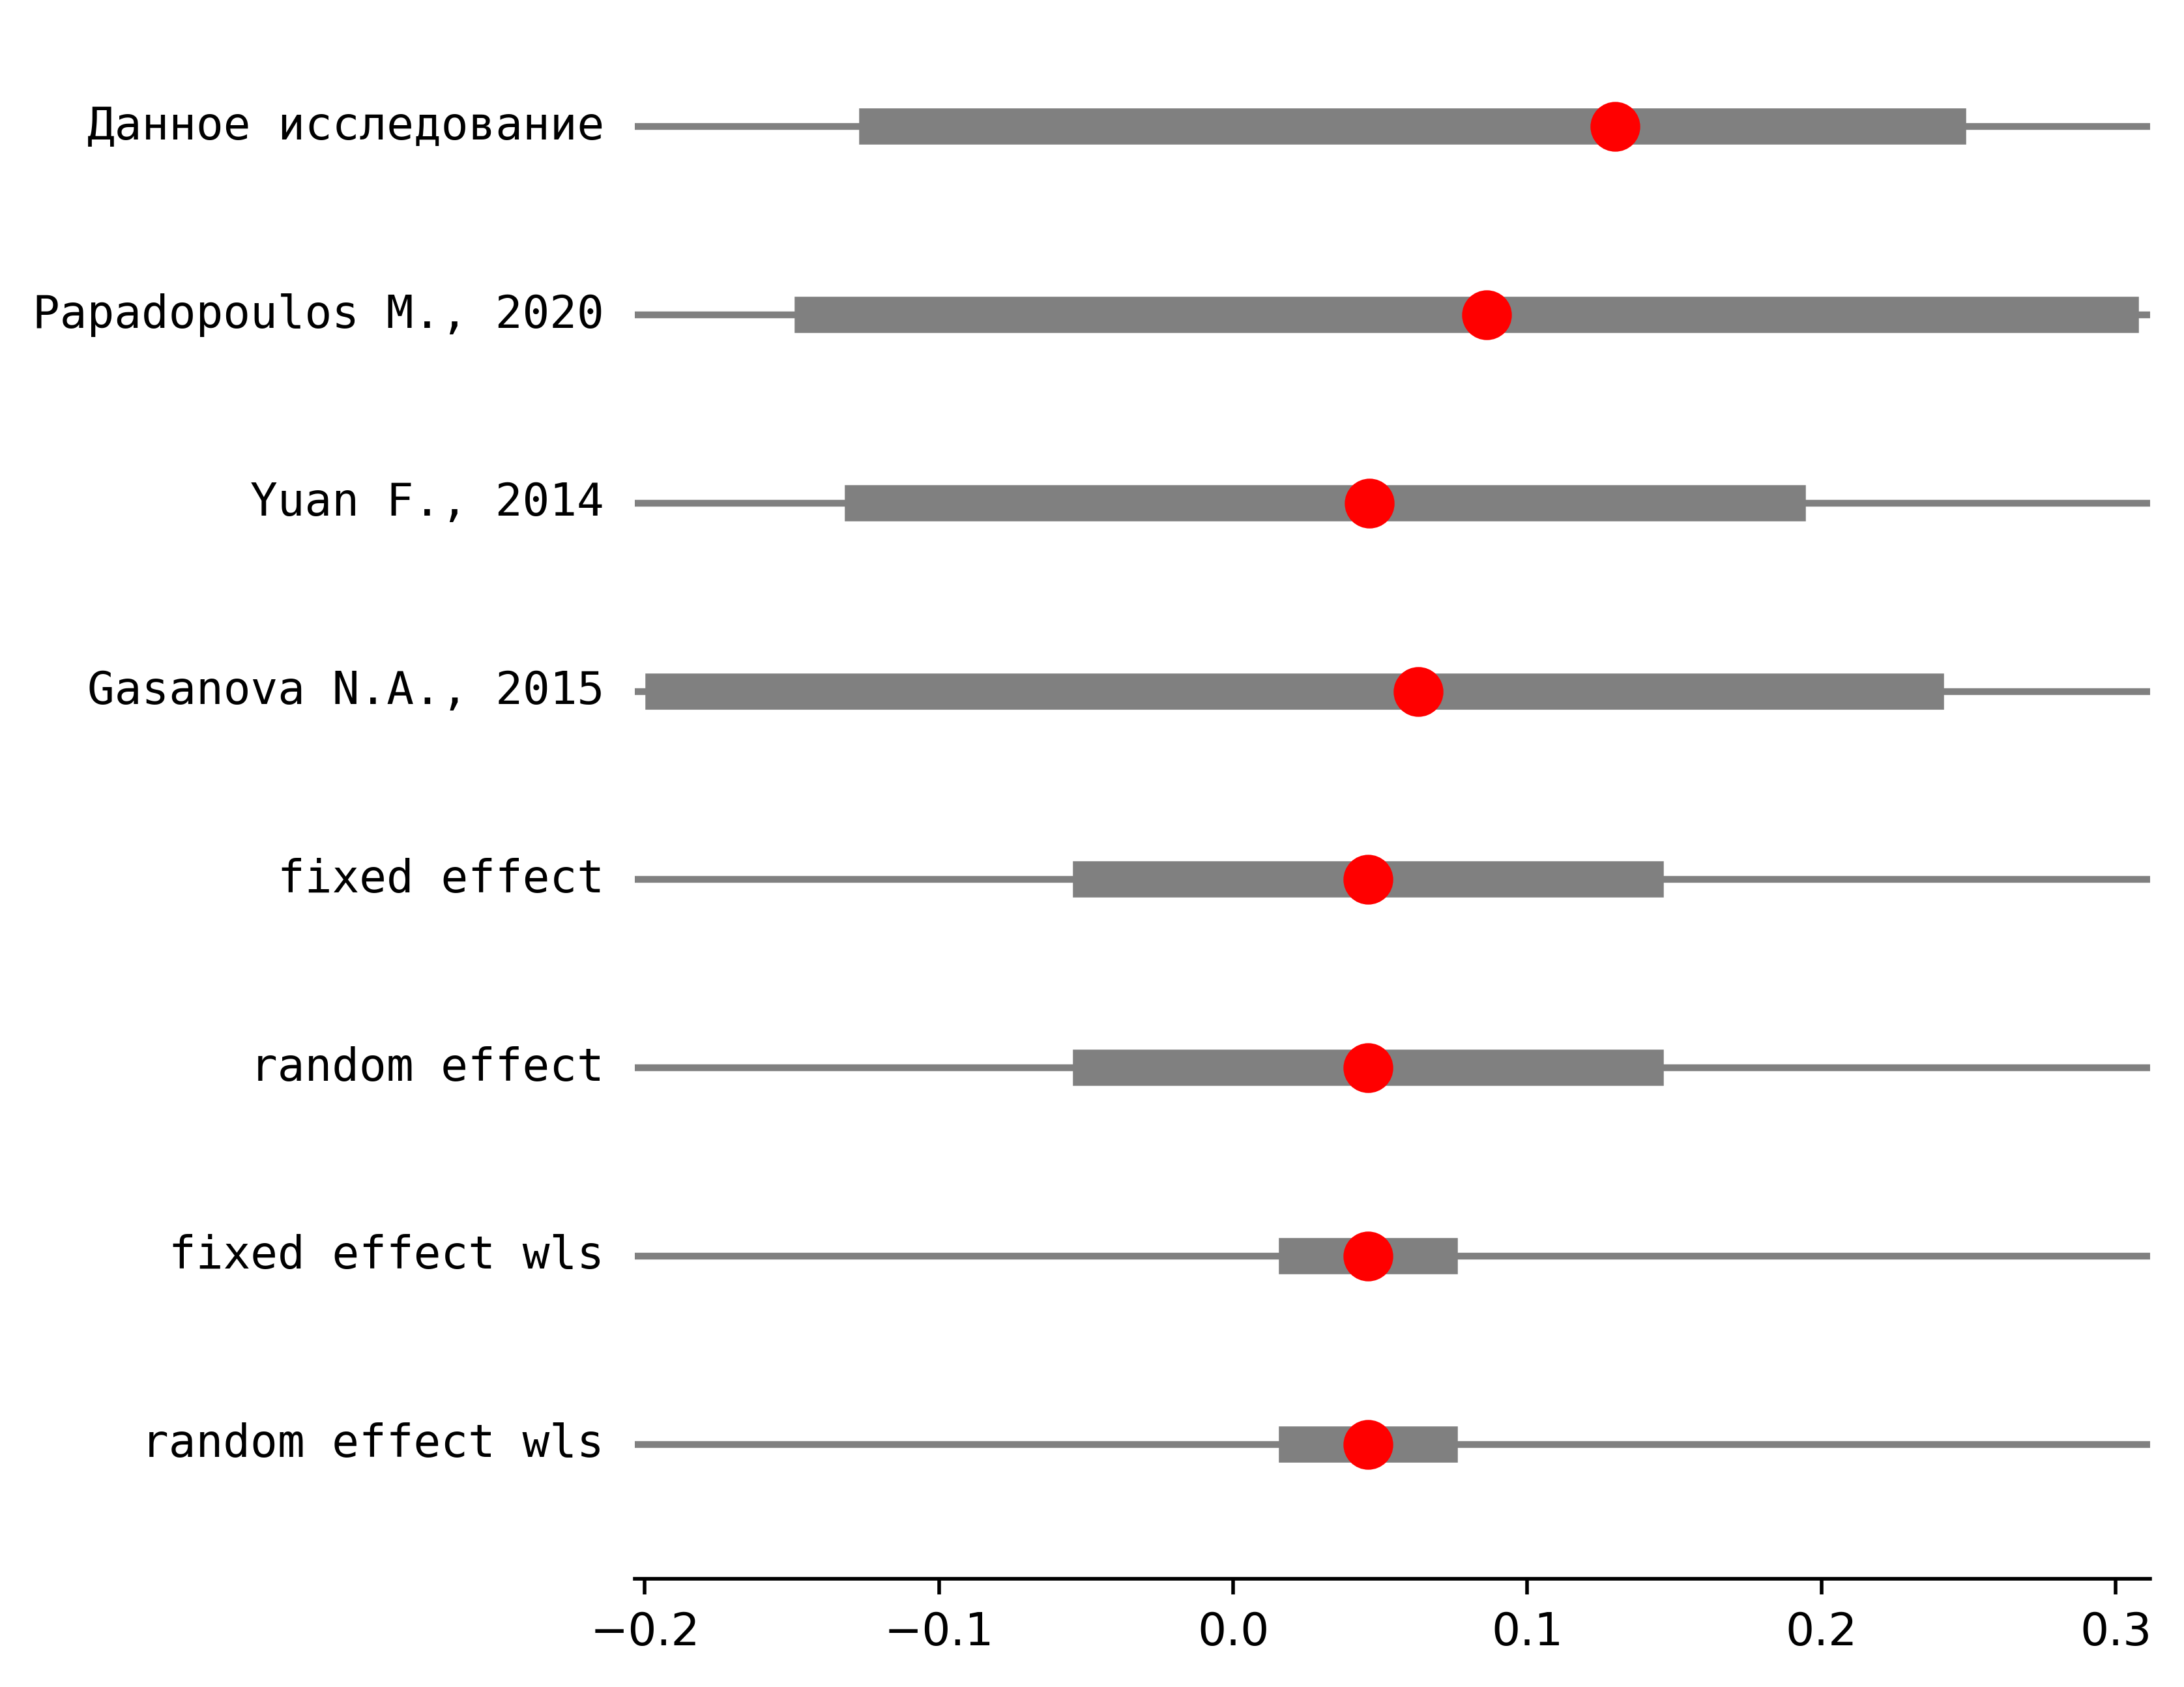 Данное исследование
Papadopoulos M., 2020
Yuan F., 2014
Gasanova N.A., 2015
fixed effect
random effect
fixed effect wls
random effect wls
−0.2 −0.1 0.0 0.1 0.2 0.3